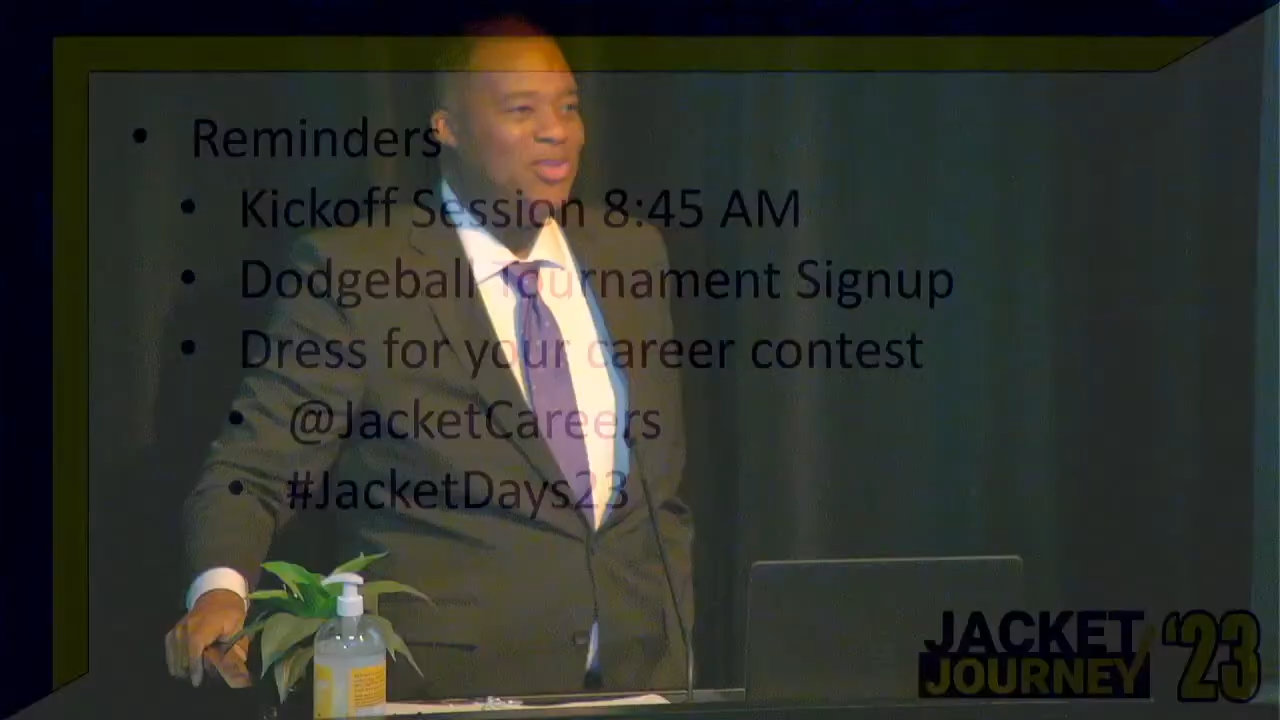 Reminders
Kickoff Session 8:45 AM
Dodgeball Tournament Signup
Dress for your career contest
@JacketCareers
#JacketDays23
JACKET
JOURNEY
'23